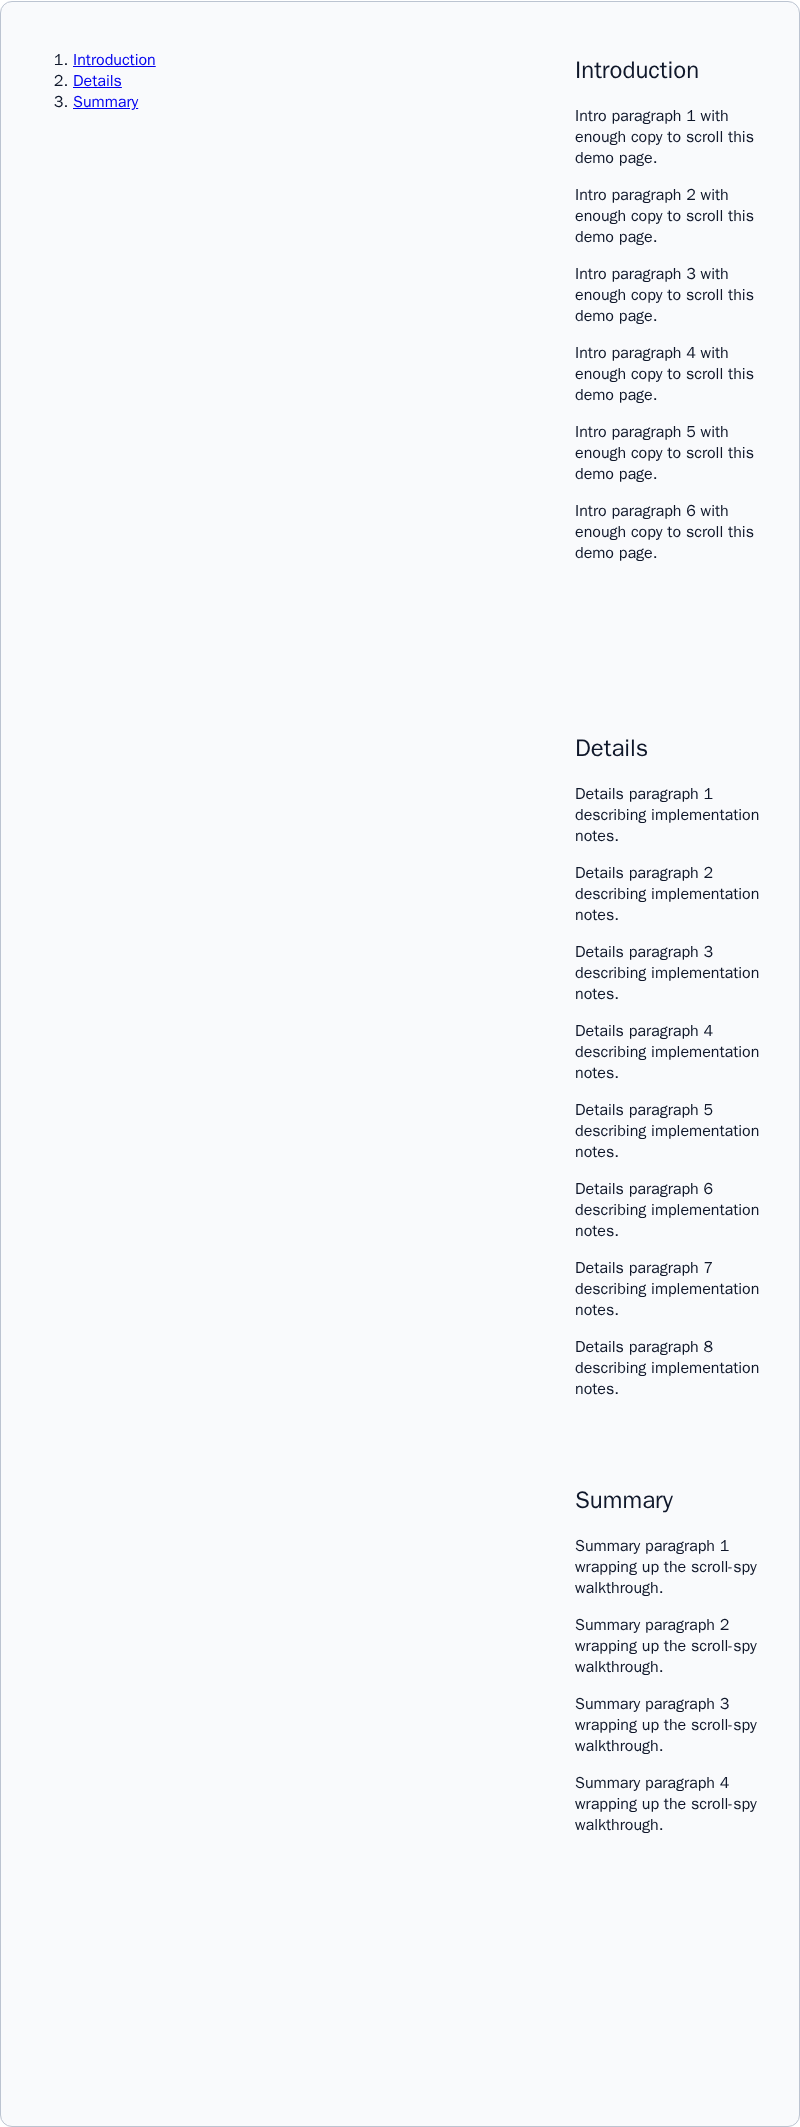 1. Introduction
2. Details
3. Summary
Introduction
Intro paragraph 1 with
enough copy to scroll this
demo page.
Intro paragraph 2 with
enough copy to scroll this
demo page.
Intro paragraph 3 with
enough copy to scroll this
demo page.
Intro paragraph 4 with
enough copy to scroll this
demo page.
Intro paragraph 5 with
enough copy to scroll this
demo page.
Intro paragraph 6 with
enough copy to scroll this
demo page.
Details
Details paragraph 1
describing implementation
notes.
Details paragraph 2
describing implementation
notes.
Details paragraph 3
describing implementation
notes.
Details paragraph 4
describing implementation
notes.
Details paragraph 5
describing implementation
notes.
Details paragraph 6
describing implementation
notes.
Details paragraph 7
describing implementation
notes.
Details paragraph 8
describing implementation
notes.
Summary
Summary paragraph 1
wrapping up the scroll-spy
walkthrough.
Summary paragraph 2
wrapping up the scroll-spy
walkthrough.
Summary paragraph 3
wrapping up the scroll-spy
walkthrough.
Summary paragraph 4
wrapping up the scroll-spy
walkthrough.